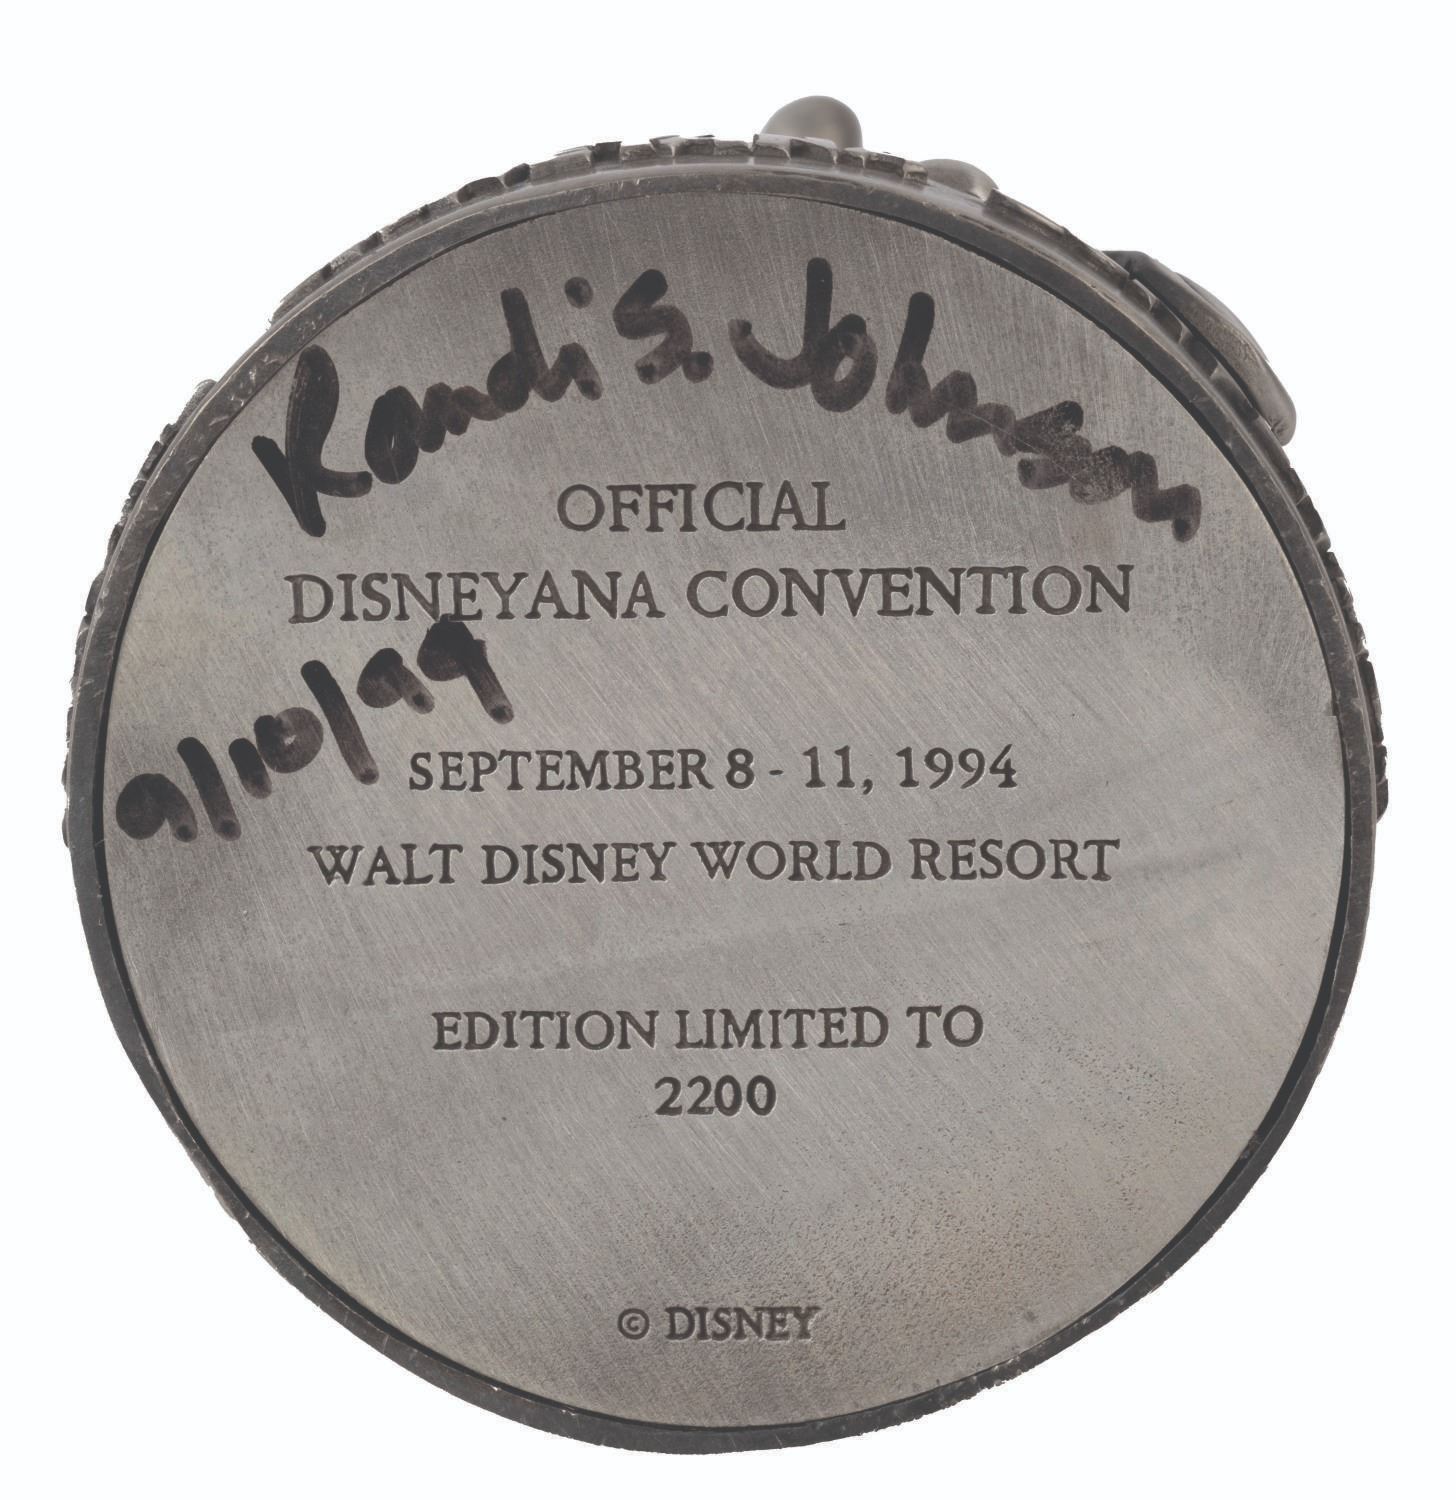 Randi S. Johnson
OFFICIAL
DISNEYANA CONVENTION
9/10/99
SEPTEMBER 8 - 11, 1994
WALT DISNEY WORLD RESORT
EDITION LIMITED TO
2200
© DISNEY